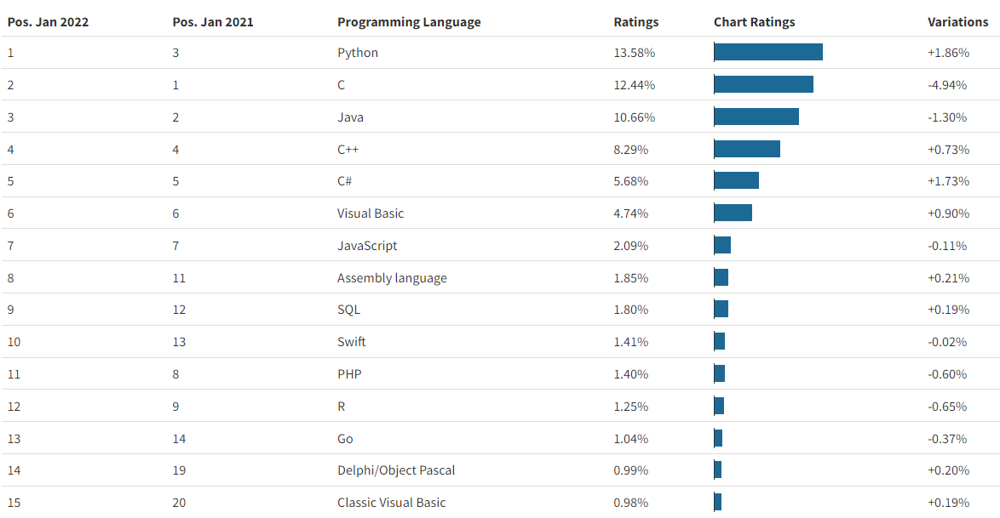 Pos. Jan 2022 Pos. Jan 2021 Programming Language Ratings Chart Ratings Variations
1 3 Python 13.58% +1.86%
2 1 C 12.44% -4.94%
3 2 Java 10.66% -1.30%
4 4 C++ 8.29% +0.73%
5 5 C# 5.68% +1.73%
6 6 Visual Basic 4.74% +0.90%
7 7 JavaScript 2.09% -0.11%
8 11 Assembly language 1.85% +0.21%
9 12 SQL 1.80% +0.19%
10 13 Swift 1.41% -0.02%
11 8 PHP 1.40% -0.60%
12 9 R 1.25% -0.65%
13 14 Go 1.04% -0.37%
14 19 Delphi/Object Pascal 0.99% +0.20%
15 20 Classic Visual Basic 0.98% +0.19%